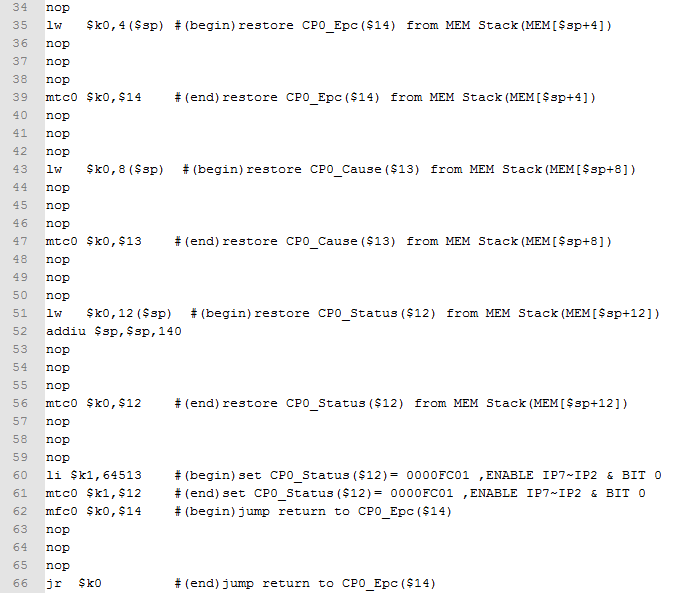 34 nop
35 lw   $k0,4($sp) #(begin)restore CP0_Epc($14) from MEM Stack(MEM[$sp+4])
36 nop
37 nop
38 nop
39 mtc0 $k0,$14    #(end)restore CP0_Epc($14) from MEM Stack(MEM[$sp+4])
40 nop
41 nop
42 nop
43 lw   $k0,8($sp)  #(begin)restore CP0_Cause($13) from MEM Stack(MEM[$sp+8])
44 nop
45 nop
46 nop
47 mtc0 $k0,$13    #(end)restore CP0_Cause($13) from MEM Stack(MEM[$sp+8])
48 nop
49 nop
50 nop
51 lw   $k0,12($sp)  #(begin)restore CP0_Status($12) from MEM Stack(MEM[$sp+12])
52 addiu $sp,$sp,140
53 nop
54 nop
55 nop
56 mtc0 $k0,$12    #(end)restore CP0_Status($12) from MEM Stack(MEM[$sp+12])
57 nop
58 nop
59 nop
60 li $k1,64513    #(begin)set CP0_Status($12)= 0000FC01 ,ENABLE IP7~IP2 & BIT 0
61 mtc0 $k1,$12    #(end)set CP0_Status($12)= 0000FC01 ,ENABLE IP7~IP2 & BIT 0
62 mfc0 $k0,$14    #(begin)jump return to CP0_Epc($14)
63 nop
64 nop
65 nop
66 jr  $k0         #(end)jump return to CP0_Epc($14)